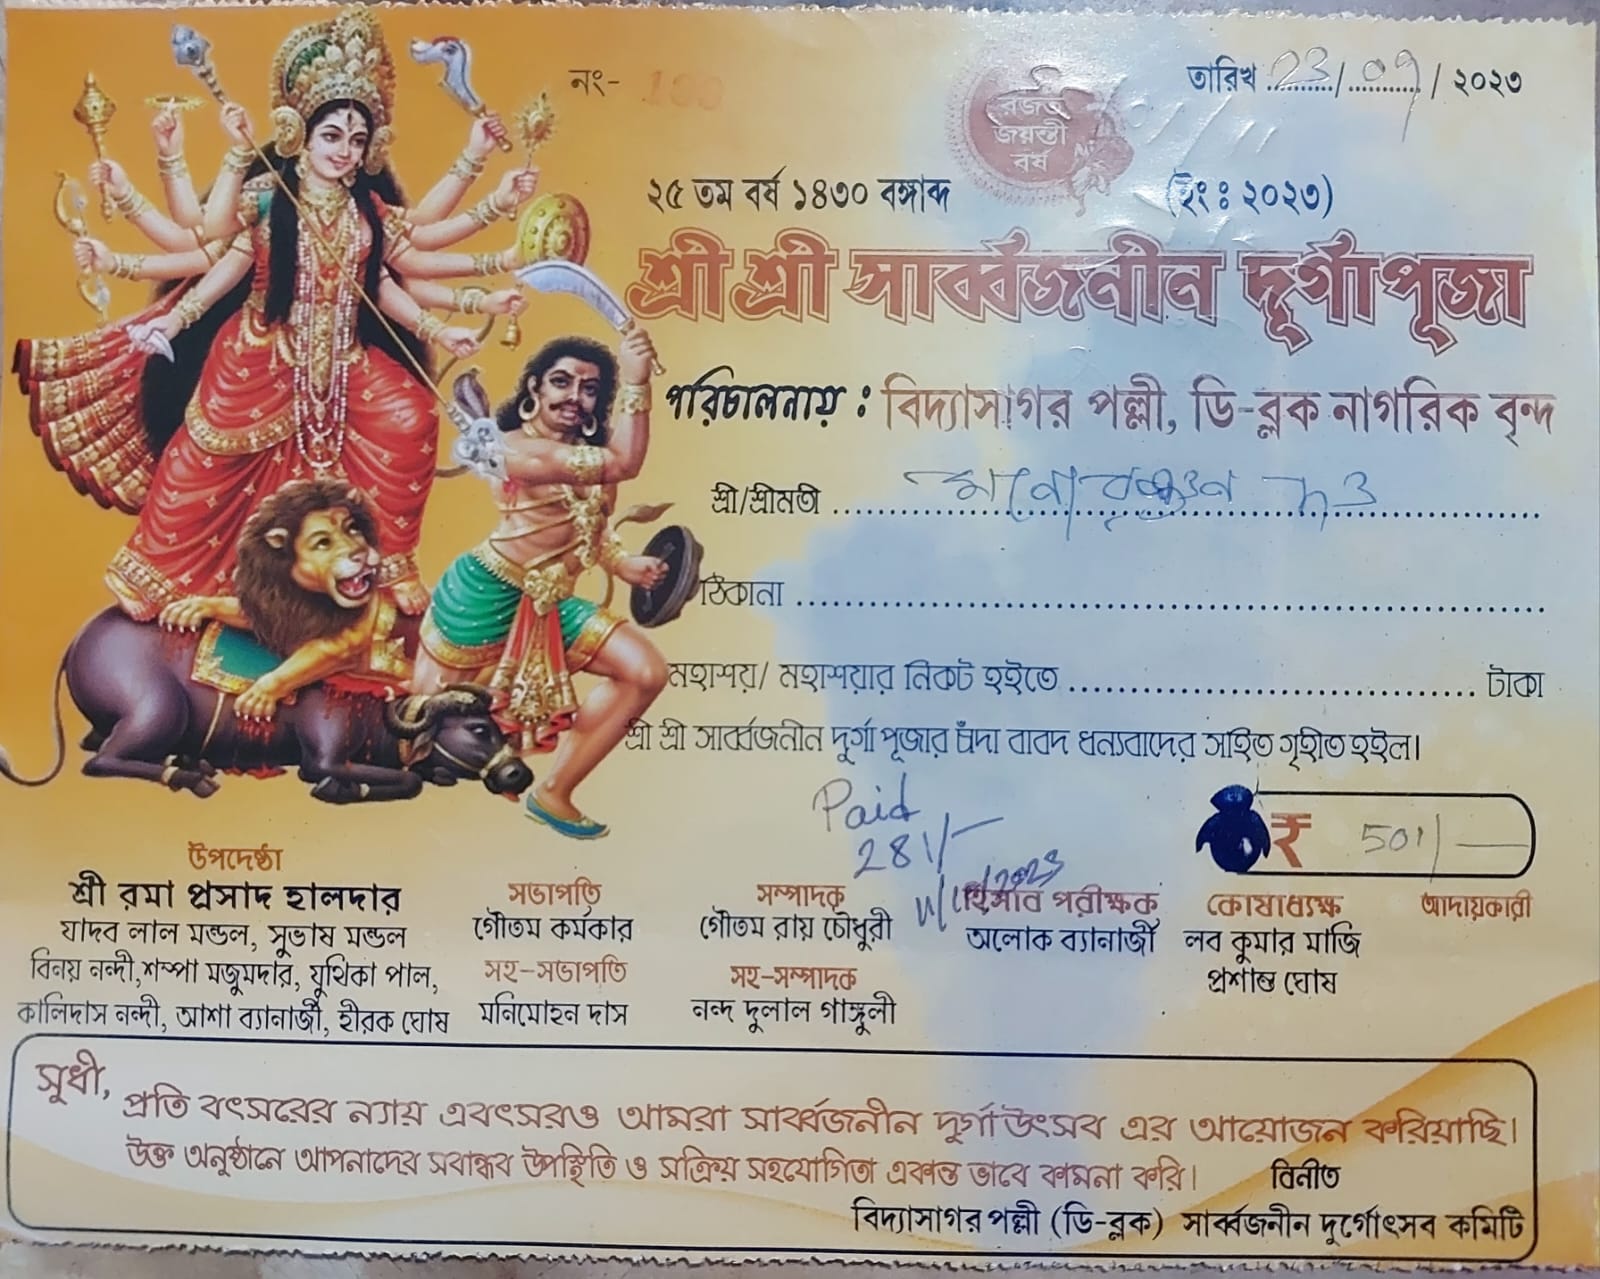 নং- 100
তারিখ 23/09/২০২৩
রজত
জয়ন্তী
বর্ষ
২৫ তম বর্ষ ১৪৩০ বঙ্গাব্দ (ইং ঃ ২০২৩)
শ্রী শ্রী সার্ব্বজনীন দূর্গাপূজা
পরিচালনায় : বিদ্যাসাগর পল্লী, ডি-ব্লক নাগরিক বৃন্দ
শ্রী/শ্রীমতী .......... দত্ত
ঠিকানা ..........
মহাশয়/ মহাশয়ার নিকট হইতে .......... টাকা
শ্রী শ্রী সার্ব্বজনীন দুর্গা পূজার চাঁদা বাবদ ধন্যবাদের সহিত গৃহীত হইল।
Paid
281/-
₹ 501/-
উপদেষ্ঠা
শ্রী রমা প্রসাদ হালদার
যাদব লাল মন্ডল, সুভাষ মন্ডল
বিনয় নন্দী,শম্পা মজুমদার, যুথিকা পাল,
কালিদাস নন্দী, আশা ব্যানার্জী, হীরক ঘোষ
সভাপতি
গৌতম কর্মকার
সহ-সভাপতি
মনিমোহন দাস
সম্পাদক
গৌতম রায় চৌধুরী
সহ-সম্পাদক
নন্দ দুলাল গাঙ্গুলী
হিসাব পরীক্ষক
অলোক ব্যানার্জী
কোষাধ্যক্ষ
লব কুমার মাজি
প্রশান্ত ঘোষ
আদায়কারী
সুধী,
প্রতি বৎসরের ন্যায় এবৎসরও আমরা সার্ব্বজনীন দুর্গাউৎসব এর আয়োজন করিয়াছি।
উক্ত অনুষ্ঠানে আপনাদের সবান্ধব উপস্থিতি ও সক্রিয় সহযোগিতা একান্ত ভাবে কামনা করি।
বিনীত
বিদ্যাসাগর পল্লী (ডি-ব্লক) সার্ব্বজনীন দুর্গোৎসব কমিটি